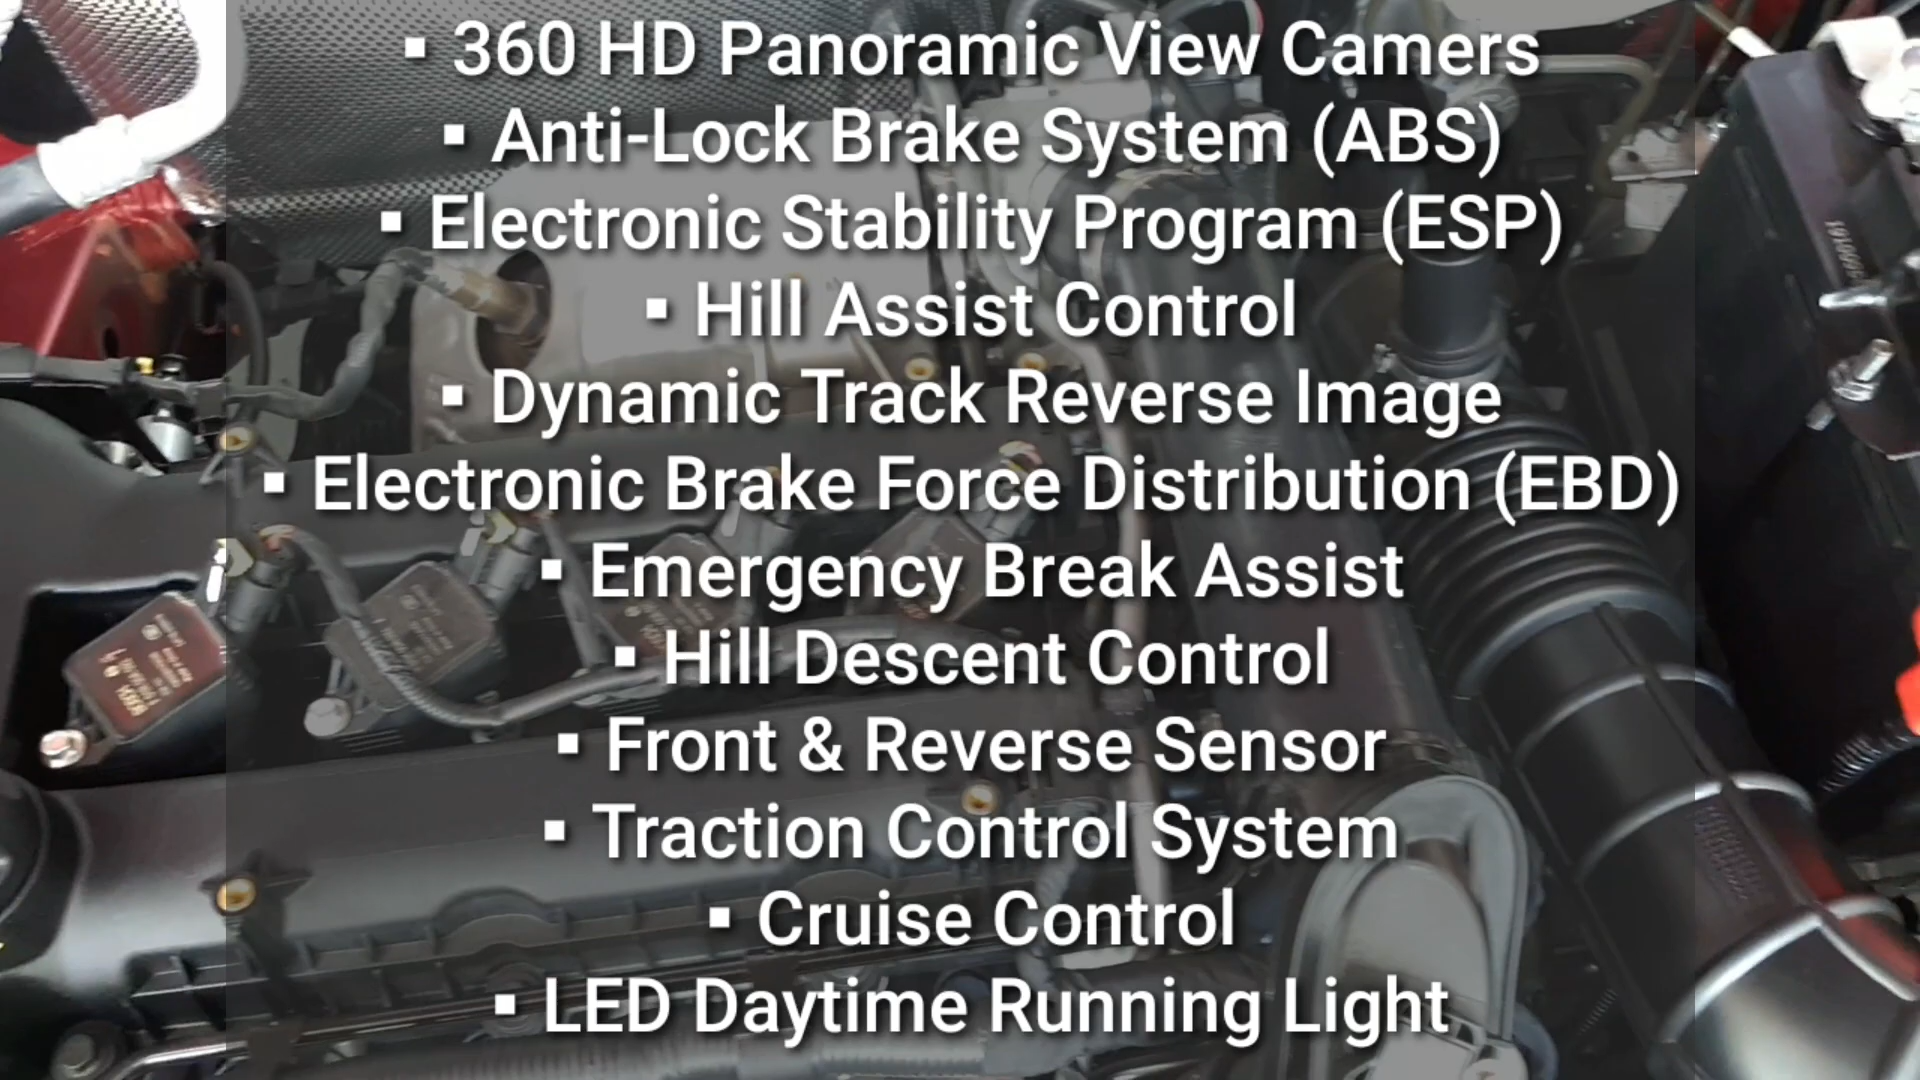 ▪ 360 HD Panoramic View Camers
▪ Anti-Lock Brake System (ABS)
▪ Electronic Stability Program (ESP)
▪ Hill Assist Control
▪ Dynamic Track Reverse Image
▪ Electronic Brake Force Distribution (EBD)
▪ Emergency Break Assist
▪ Hill Descent Control
▪ Front & Reverse Sensor
▪ Traction Control System
▪ Cruise Control
▪ LED Daytime Running Light